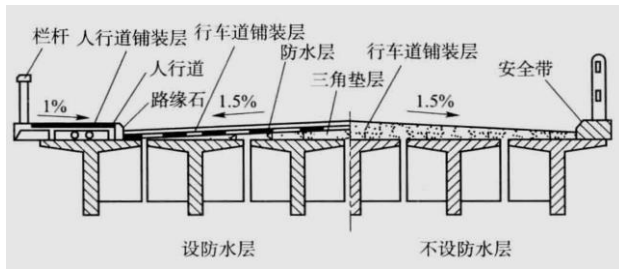 栏杆
人行道铺装层
行车道铺装层
防水层
行车道铺装层
安全带
人行道
三角垫层
路缘石
1%
1.5%
1.5%
设防水层
不设防水层